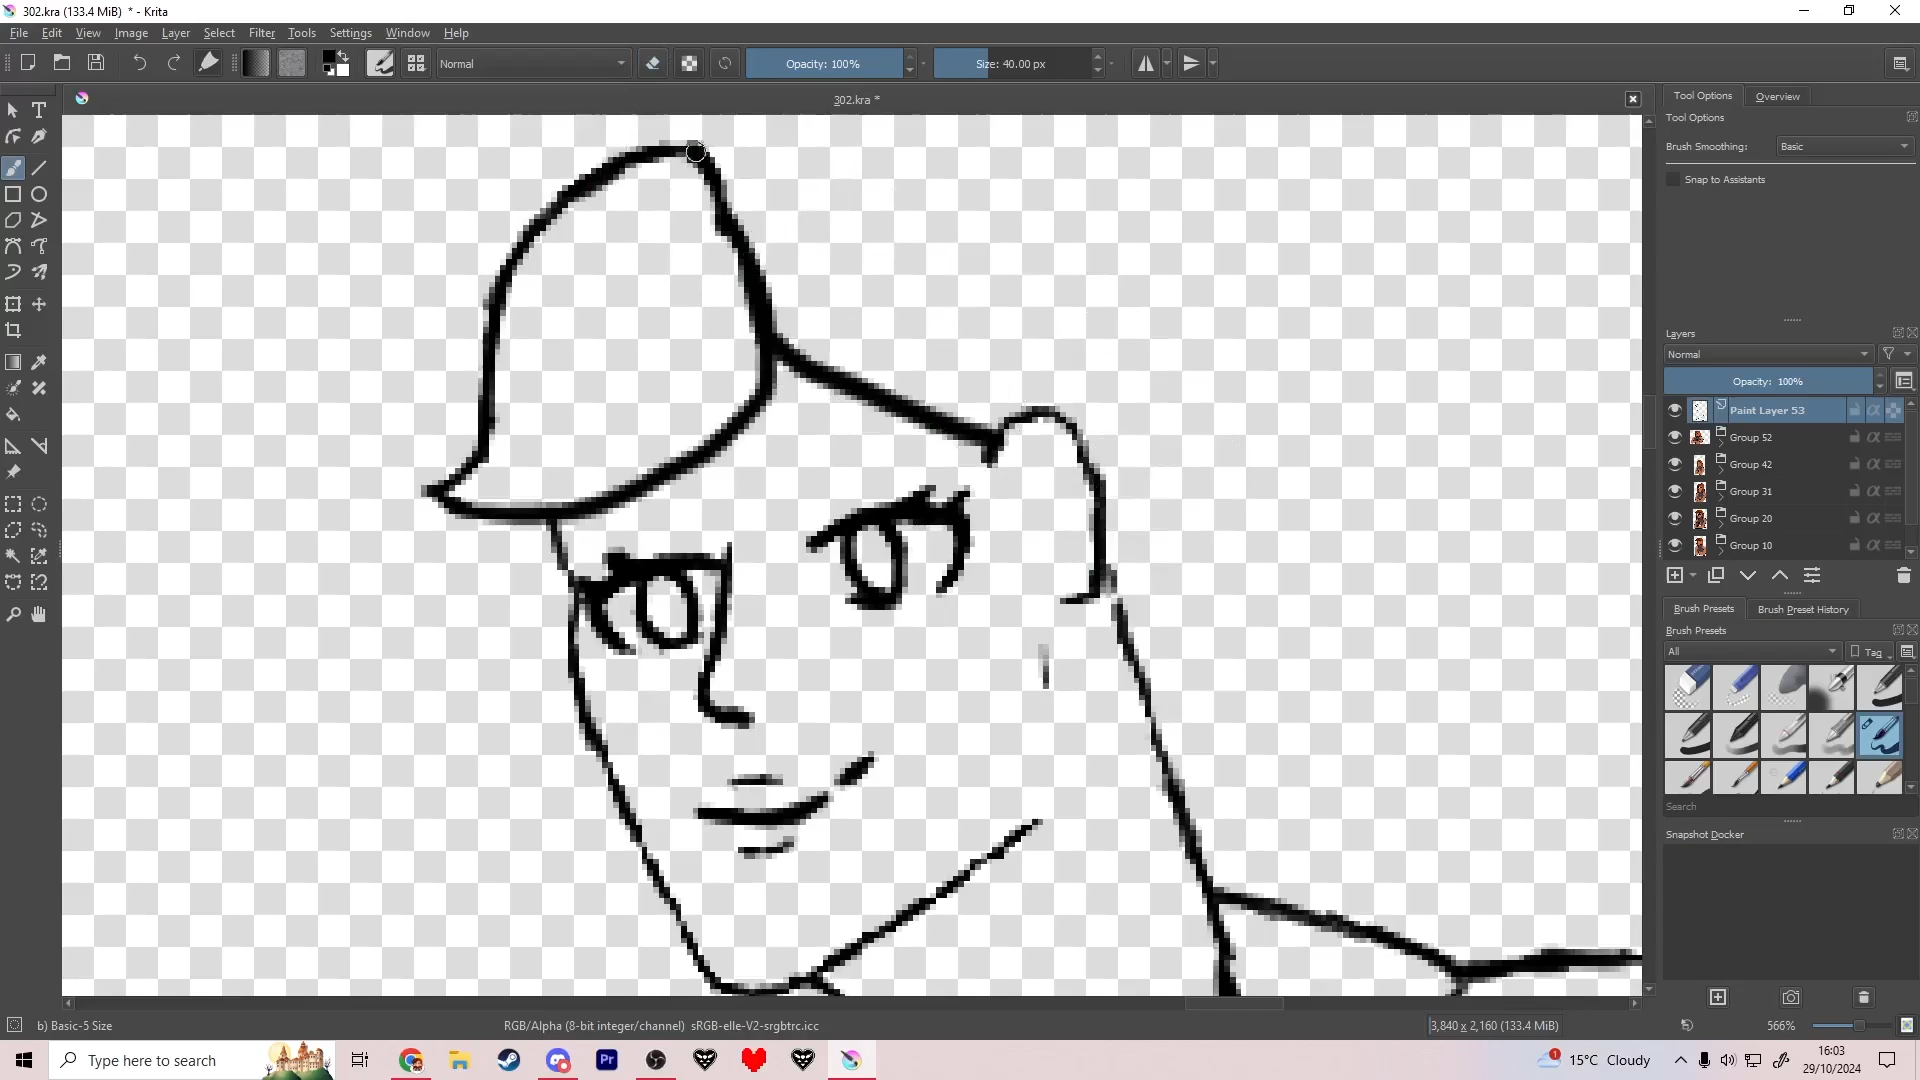 302.kra (133.4 MiB) * - Krita
File Edit View Image Layer Select Filter Tools Settings Window Help
Normal
Opacity: 100%
Size: 40.00 px
302.kra *
Tool Options
Overview
Tool Options
Brush Smoothing:
Basic
Snap to Assistants
Layers
Normal
Opacity: 100%
Paint Layer 53
Group 52
Group 42
Group 31
Group 20
Group 10
Brush Presets
Brush Preset History
Brush Presets
All
Tag
Search
Snapshot Docker
b) Basic-5 Size
RGB/Alpha (8-bit integer/channel) sRGB-elle-V2-srgbtrc.icc
3,840 x 2,160 (133.4 MiB)
566%
Type here to search
Pr
1
15°C Cloudy
16:03
29/10/2024